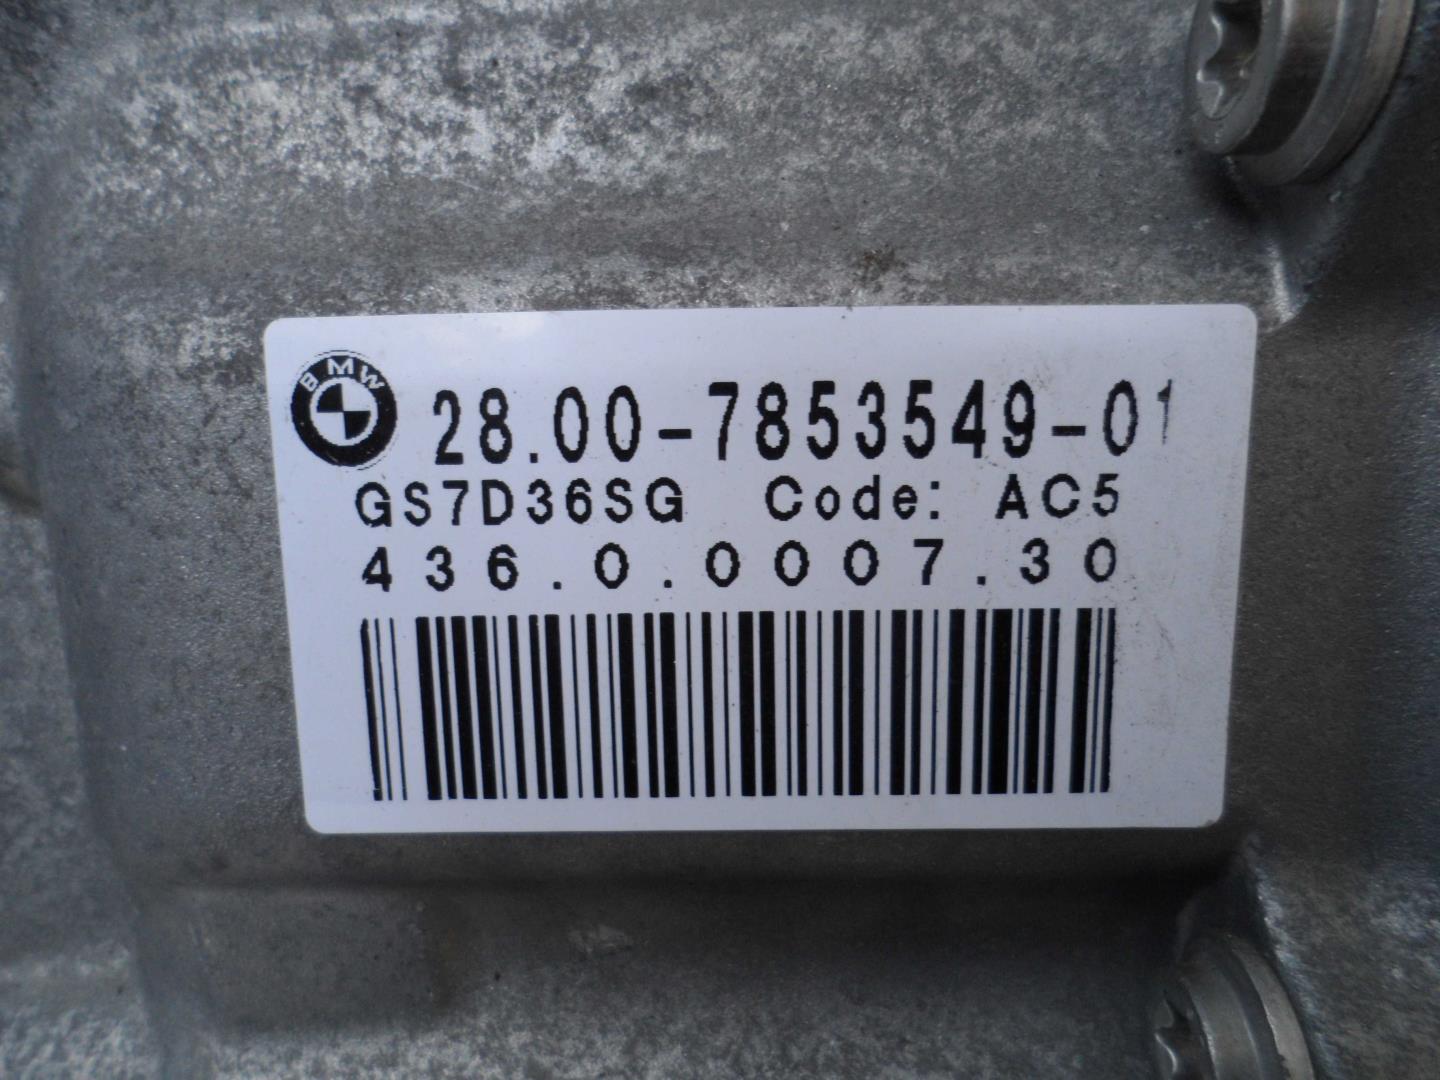 BMW
28.00-7853549-01
GS7D36SG Code: AC5
436.0.0007.30